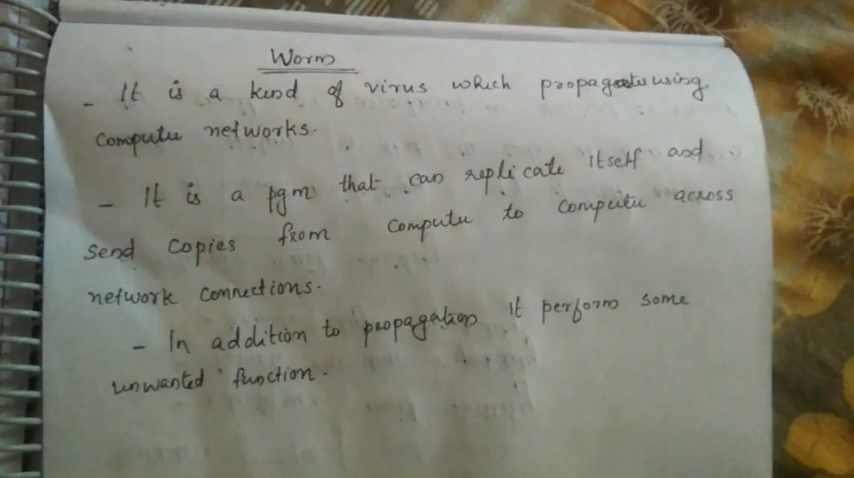 Worm
- It is a kind of virus which propagates using
computer networks.
- It is a pgm that can replicate itself and
send copies from computer to computer across
network connections.
- In addition to propagation it perform some
unwanted function.